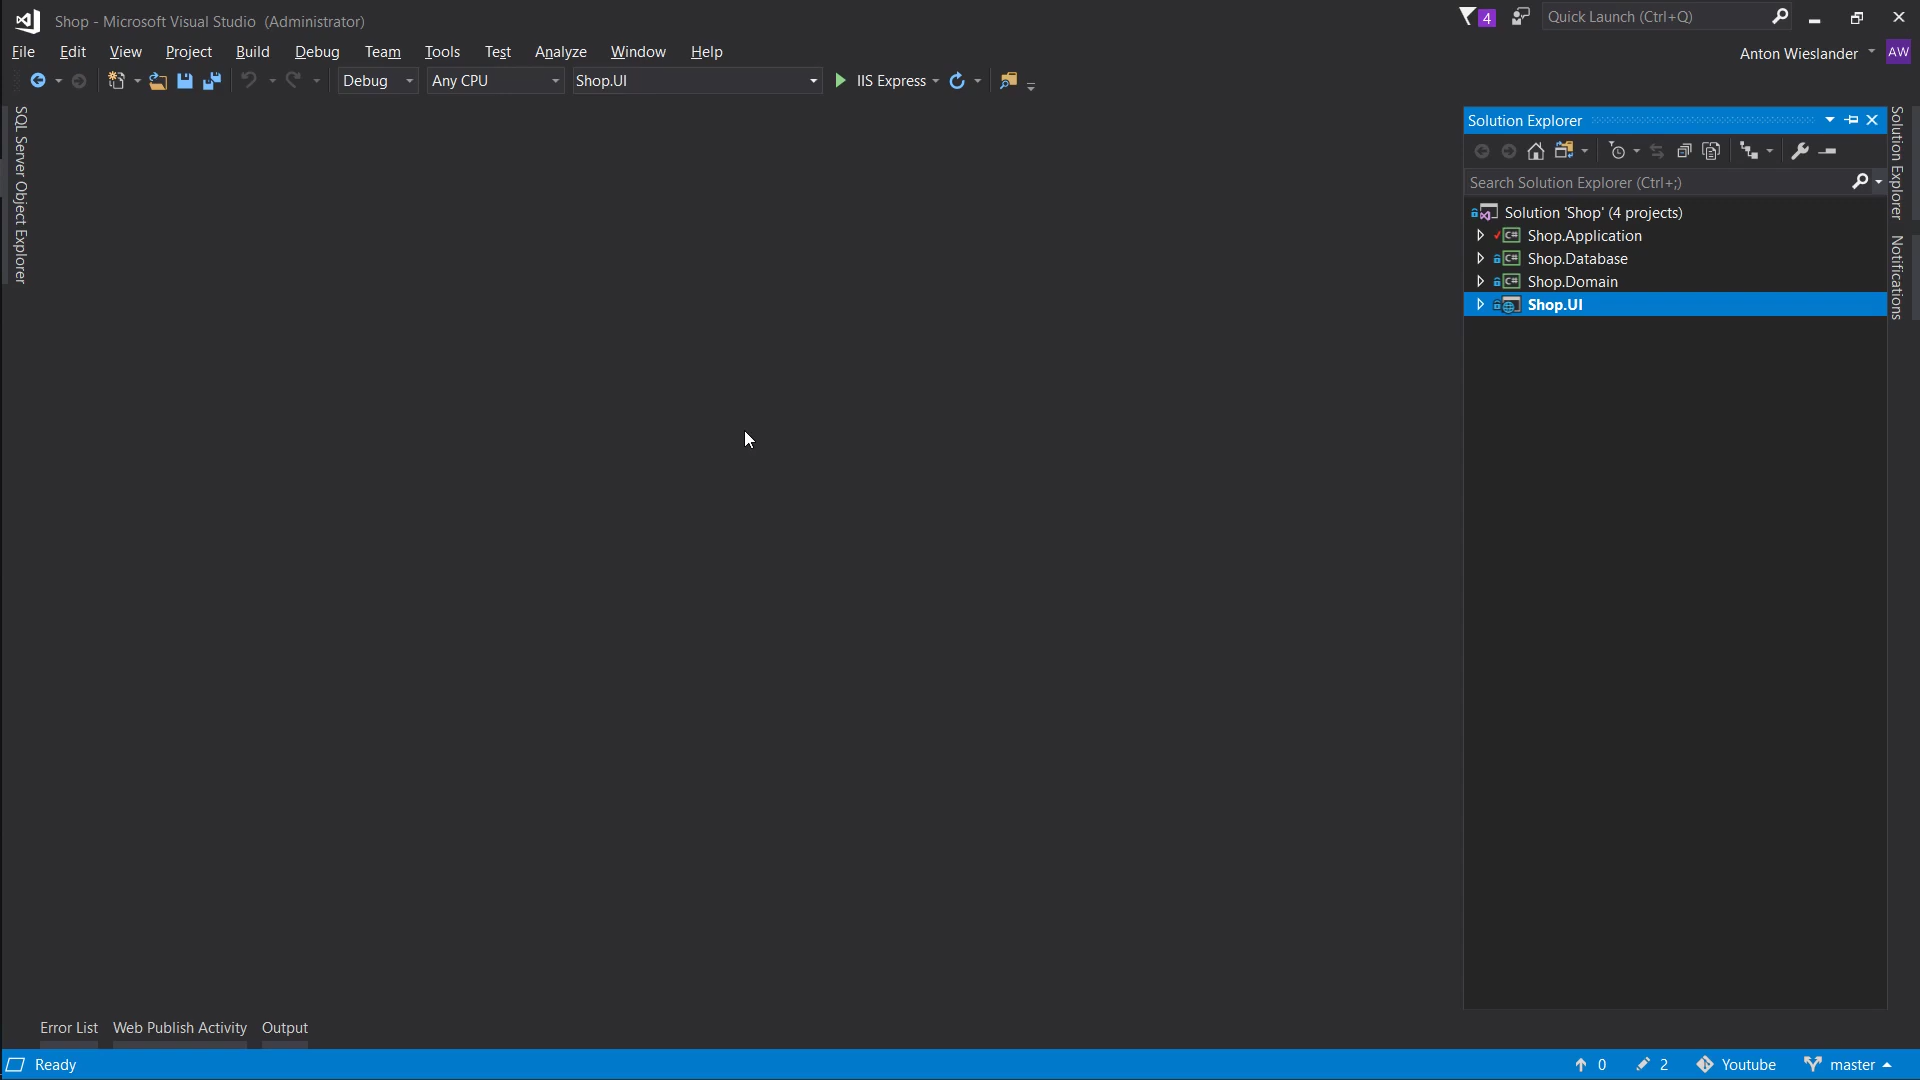 Shop - Microsoft Visual Studio (Administrator)
4
Quick Launch (Ctrl+Q)
File Edit View Project Build Debug Team Tools Test Analyze Window Help
Anton Wieslander AW
Debug Any CPU Shop.UI IIS Express
SQL Server Object Explorer
Solution Explorer
Search Solution Explorer (Ctrl+;)
Solution 'Shop' (4 projects)
C# Shop.Application
C# Shop.Database
C# Shop.Domain
Shop.UI
Solution Explorer
Notifications
Error List Web Publish Activity Output
Ready
0 2 Youtube master